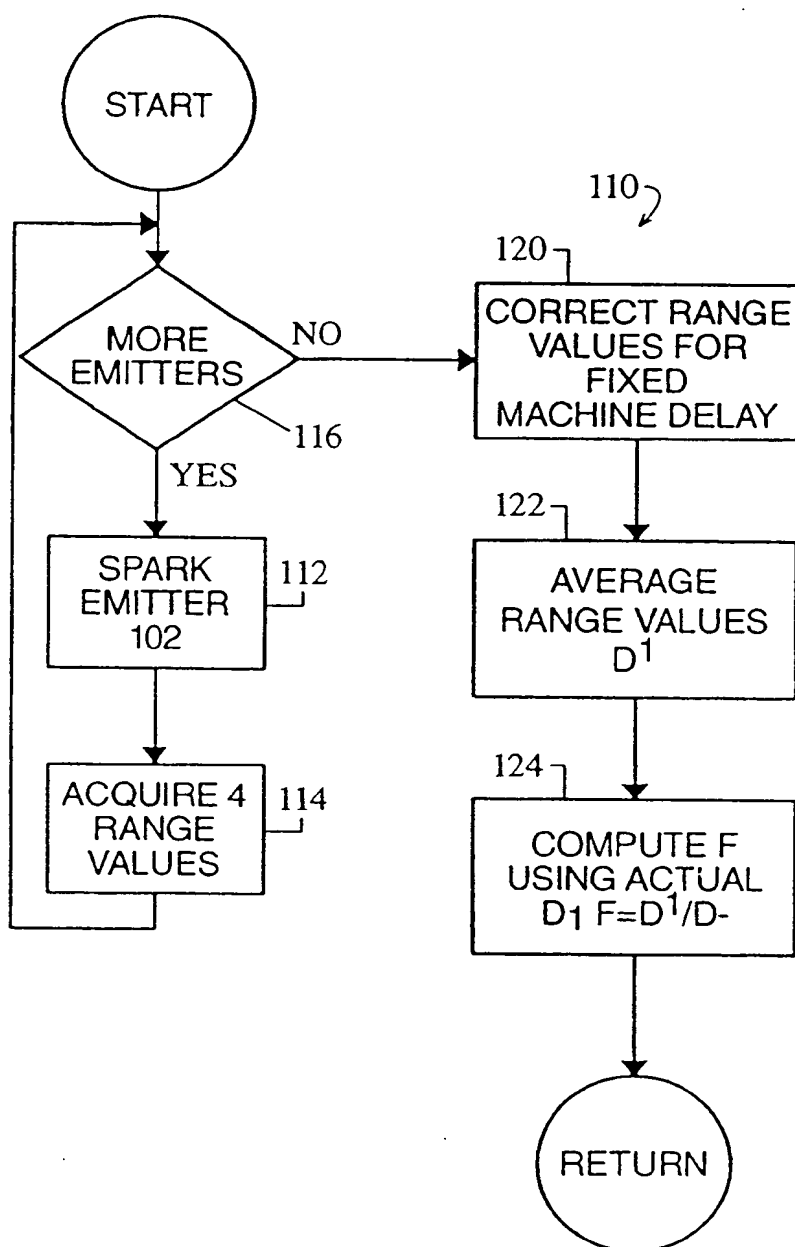 START
110
MORE
EMITTERS
NO
116
YES
SPARK
EMITTER
102
112
ACQUIRE 4
RANGE
VALUES
114
120
CORRECT RANGE
VALUES FOR
FIXED
MACHINE DELAY
122
AVERAGE
RANGE VALUES
D¹
124
COMPUTE F
USING ACTUAL
D1 F=D¹/D-
RETURN